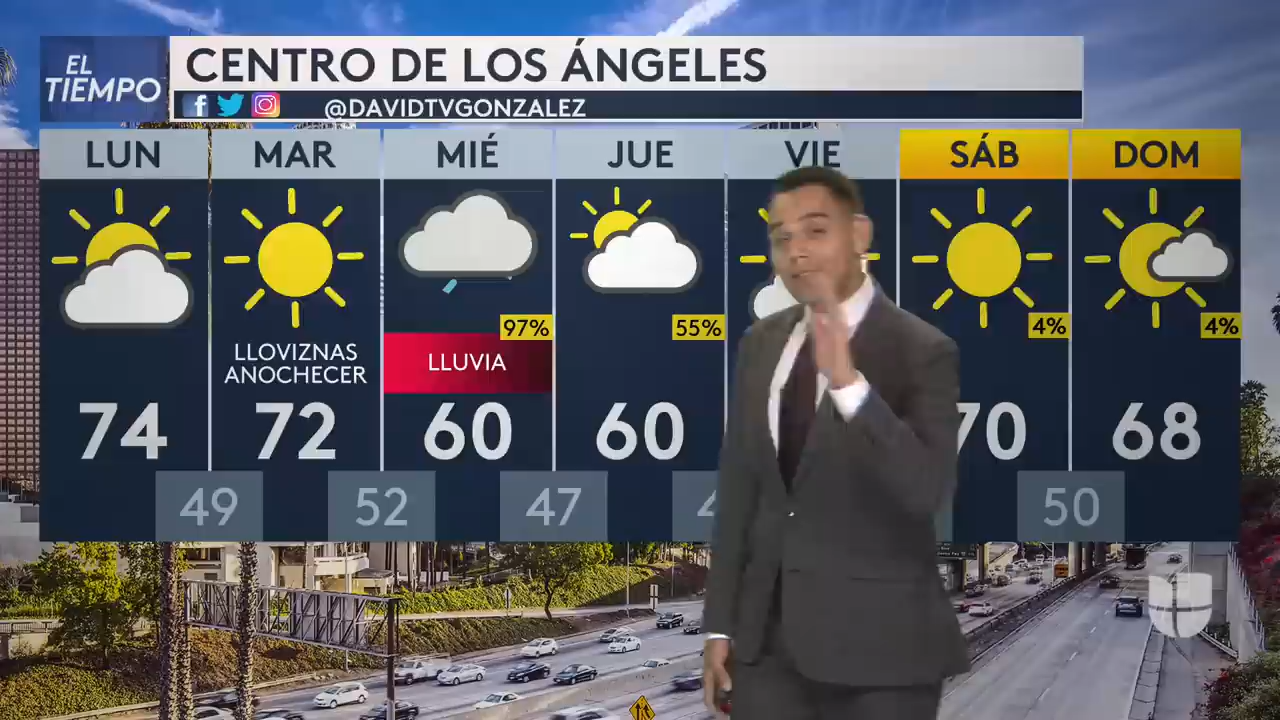 EL
TIEMPO
CENTRO DE LOS ÁNGELES
@DAVIDTVGONZALEZ
LUN
MAR
MIÉ
JUE
VIE
SÁB
DOM
97%
55%
4%
4%
LLOVIZNAS
ANOCHECER
LLUVIA
74
72
60
60
70
68
49
52
47
50